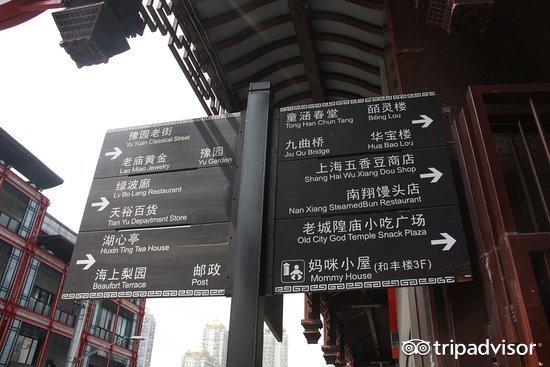 豫园老街
Yu Yuan Classical Street
老庙黄金 豫园
Lao Miao Jewelry Yu Garden
绿波廊
Lv Bo Lang Restaurant
天裕百货
Tian Yu Department Store
湖心亭
Huxin Ting Tea House
海上梨园 邮政
Beaufort Terrace Post
童涵春堂 皕灵楼
Tong Han Chun Tang Biling Lou
九曲桥 华宝楼
Jiu Qu Bridge Hua Bao Lou
上海五香豆商店
Shang Hai Wu Xiang Dou Shop
南翔馒头店
Nan Xiang SteamedBun Restaurant
老城隍庙小吃广场
Old City God Temple Snack Plaza
妈咪小屋(和丰楼3F)
Mommy House
tripadvisor